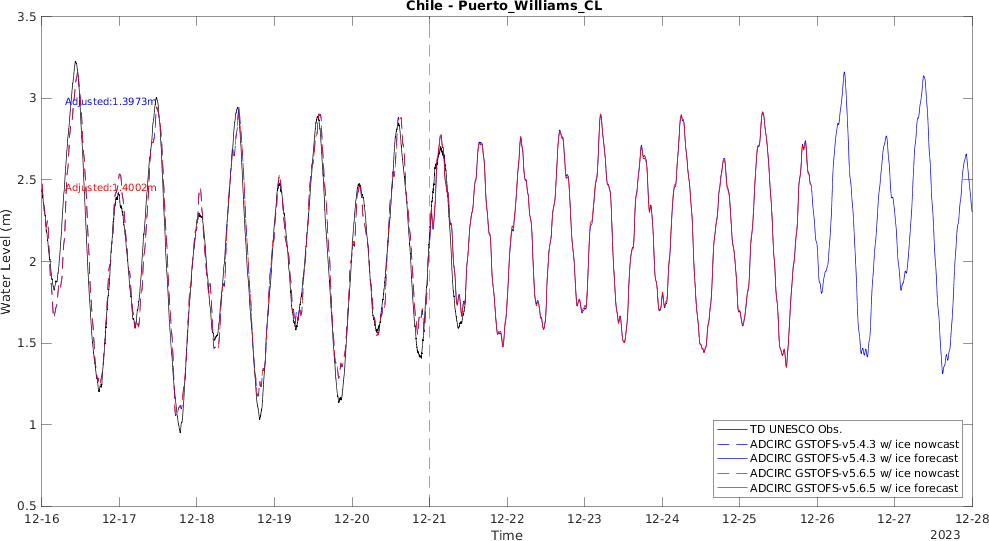 Chile - Puerto_Williams_CL
3.5
3
2.5
2
1.5
1
0.5
Water Level (m)
Adjusted:1.3973m
Adjusted:1.4002m
TD UNESCO Obs.
ADCIRC GSTOFS-v5.4.3 w/ ice nowcast
ADCIRC GSTOFS-v5.4.3 w/ ice forecast
ADCIRC GSTOFS-v5.6.5 w/ ice nowcast
ADCIRC GSTOFS-v5.6.5 w/ ice forecast
12-16 12-17 12-18 12-19 12-20 12-21 12-22 12-23 12-24 12-25 12-26 12-27 12-28
Time
2023